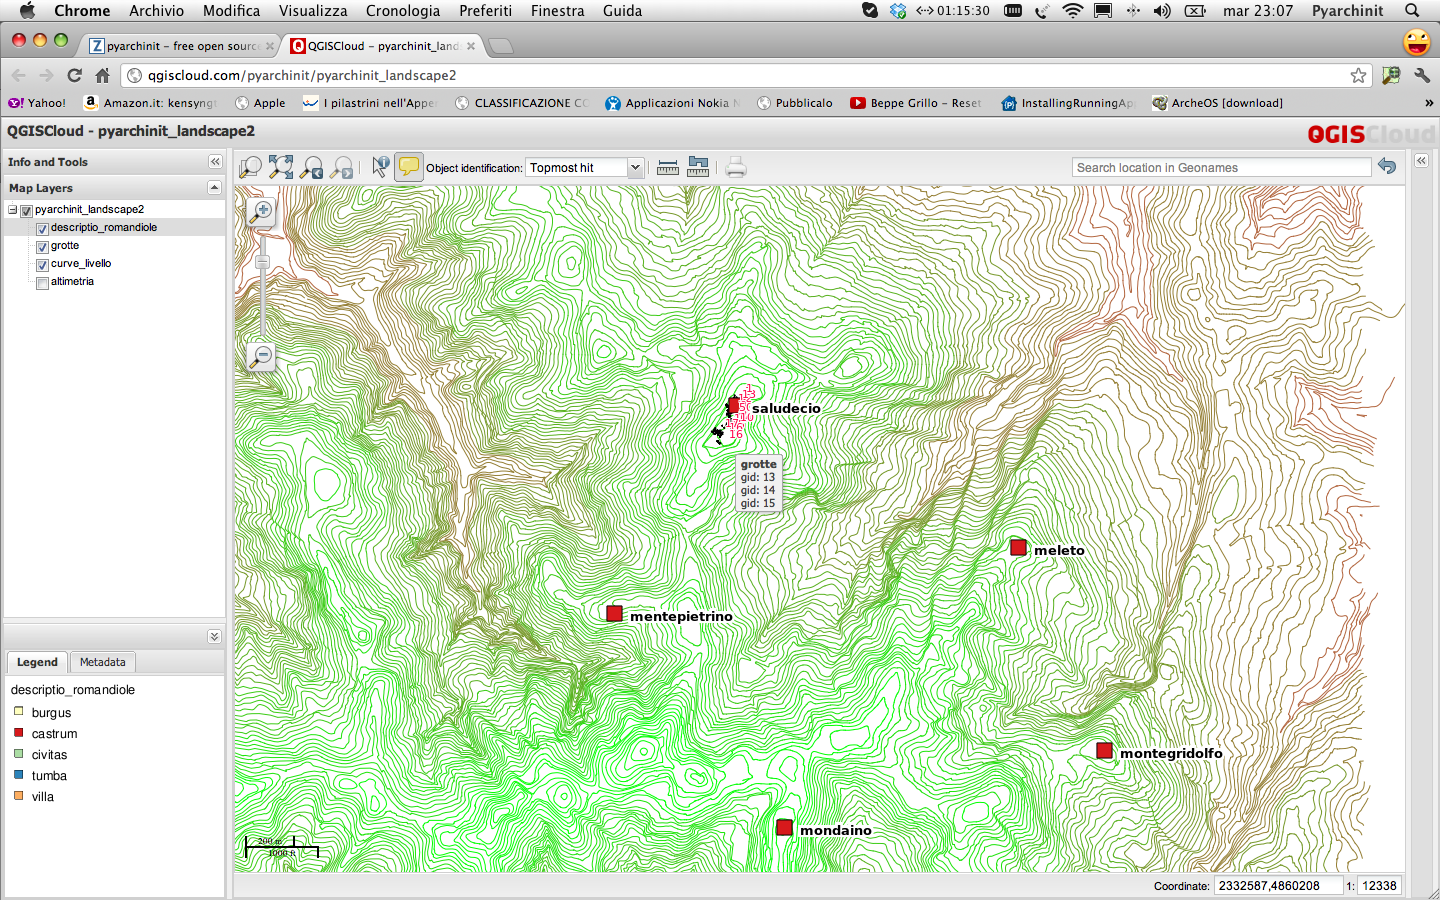 Chrome Archivio Modifica Visualizza Cronologia Preferiti Finestra Guida
01:15:30 mar 23:07 Pyarchinit
pyarchinit – free open source
QGISCloud – pyarchinit_land
qgiscloud.com/pyarchinit/pyarchinit_landscape2
Yahoo! Amazon.it: kensyngt Apple I pilastrini nell'Appe CLASSIFICAZIONE CO Applicazioni Nokia N Pubblicalo Beppe Grillo – Reset InstallingRunningAp ArcheOS [download] »
QGISCloud - pyarchinit_landscape2
QGISCloud
Info and Tools
Object identification: Topmost hit
Search location in Geonames
Map Layers
pyarchinit_landscape2
descriptio_romandiole
grotte
curve_livello
altimetria
13
saludecio
16
grotte
gid: 13
gid: 14
gid: 15
meleto
mentepietrino
montegridolfo
mondaino
Legend Metadata
descriptio_romandiole
burgus
castrum
civitas
tumba
villa
200 m
1000 ft
Coordinate: 2332587,4860208 1: 12338